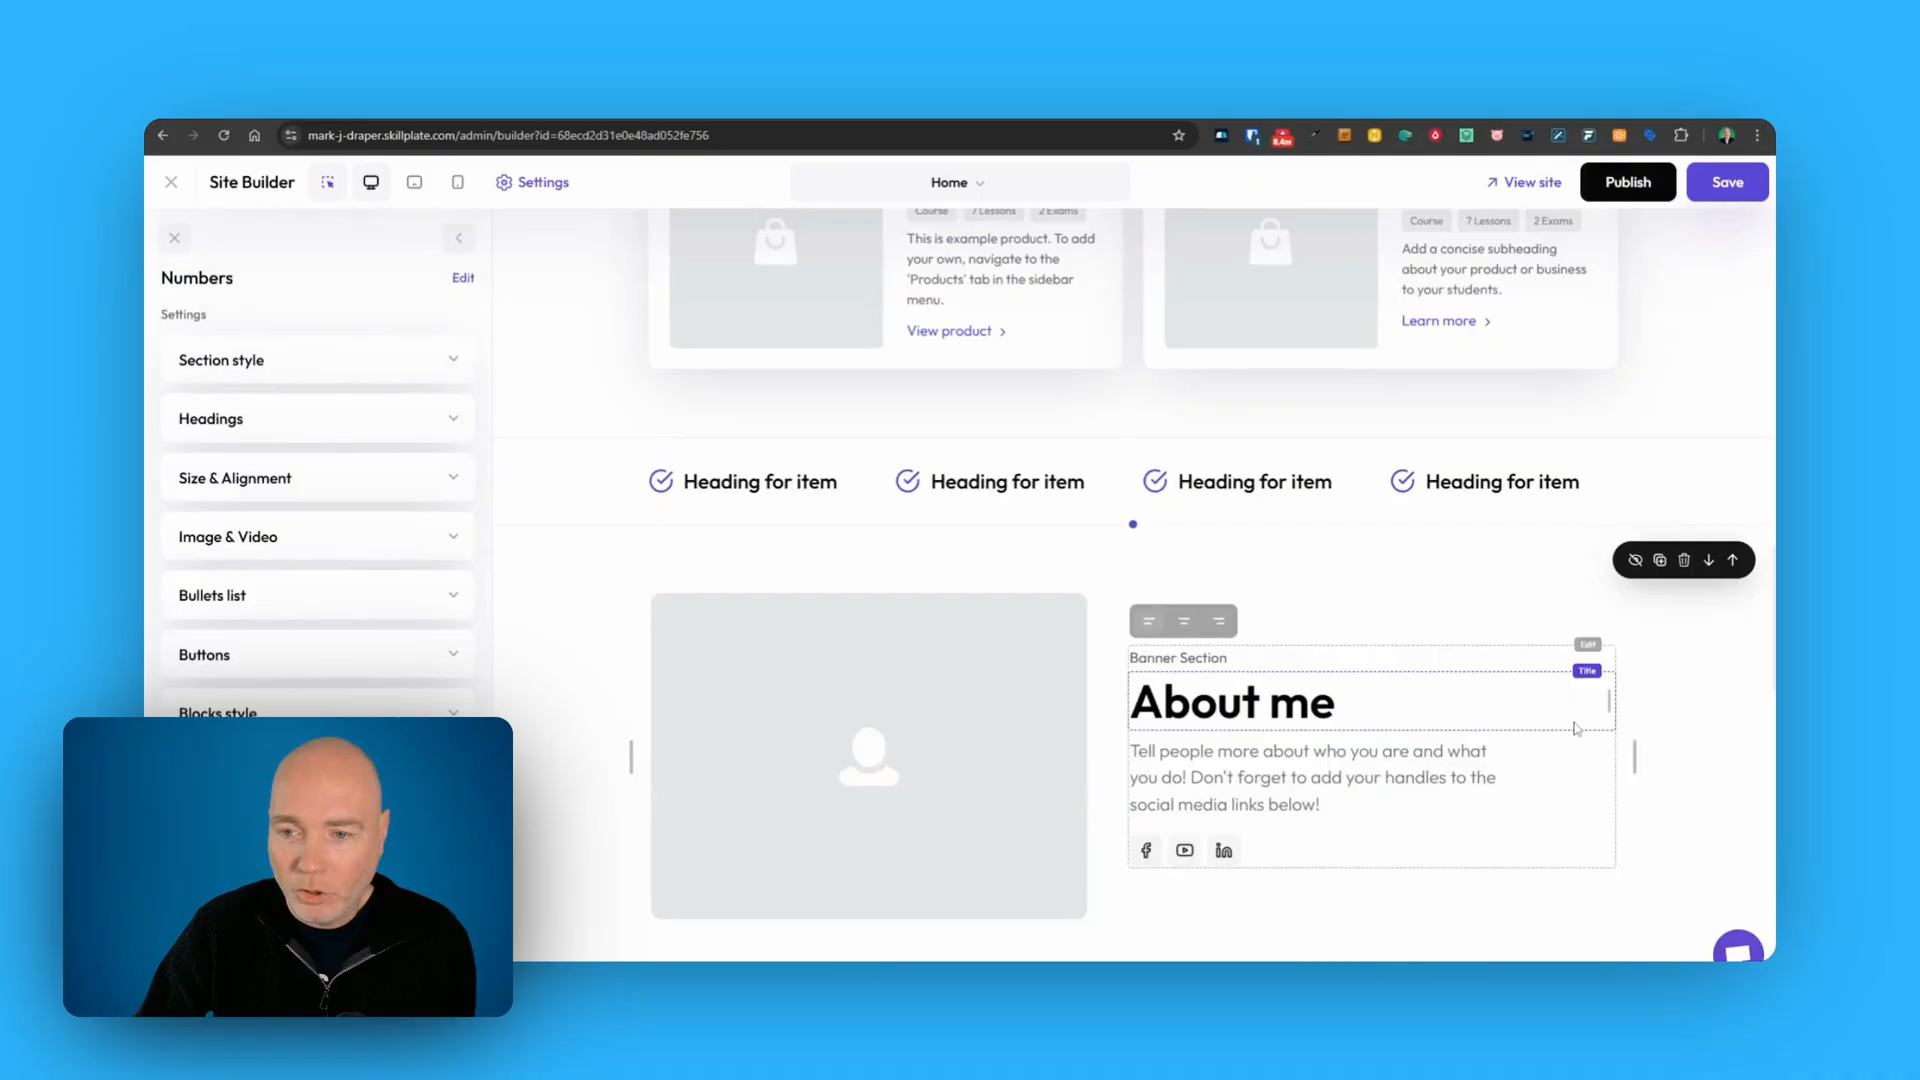 mark-j-draper.skillplate.com/admin/builder?id=68ecd2d31e0e48ad052fe756
8.4m
1
Site Builder
Settings
Home
View site
Publish
Save
Numbers
Edit
Settings
Section style
Headings
Size & Alignment
Image & Video
Bullets list
Buttons
Blocks style
Course
7 Lessons
2 Exams
This is example product. To add
your own, navigate to the
'Products' tab in the sidebar
menu.
View product
Course
7 Lessons
2 Exams
Add a concise subheading
about your product or business
to your students.
Learn more
Heading for item
Heading for item
Heading for item
Heading for item
Edit
Banner Section
Title
About me
Tell people more about who you are and what
you do! Don't forget to add your handles to the
social media links below!